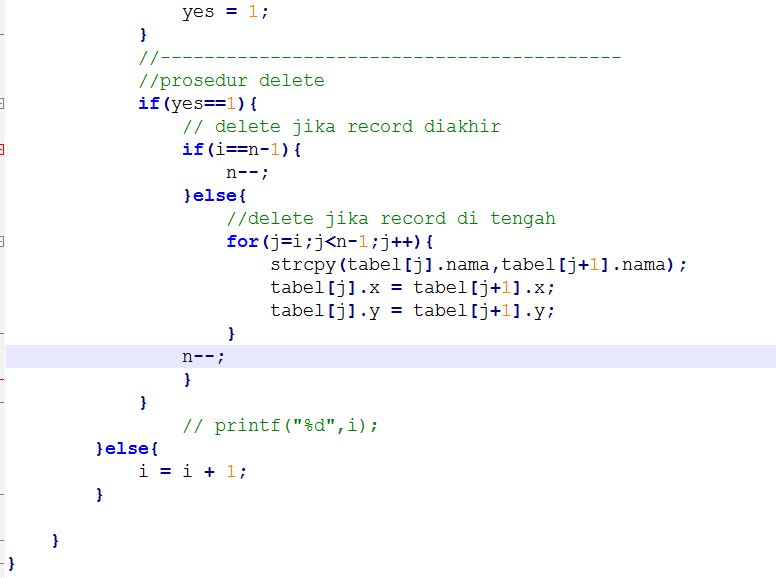 yes = 1;
}
//------------------------------------------
//prosedur delete
if(yes==1){
// delete jika record diakhir
if(i==n-1){
n--;
}else{
//delete jika record di tengah
for(j=i;j<n-1;j++){
strcpy(tabel[j].nama,tabel[j+1].nama);
tabel[j].x = tabel[j+1].x;
tabel[j].y = tabel[j+1].y;
}
n--;
}
}
// printf("%d",i);
}else{
i = i + 1;
}
}
}